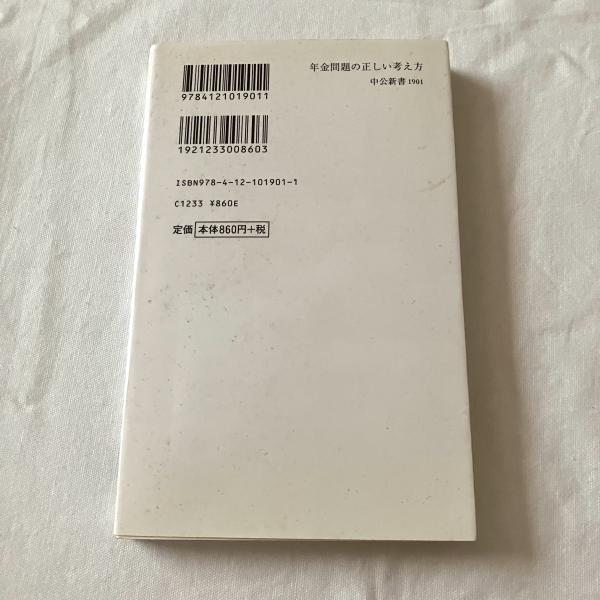 年金問題の正しい考え方
中公新書 1901
9784121019011
1921233008603
ISBN978-4-12-101901-1
C1233 ¥860E
定価 本体860円+税